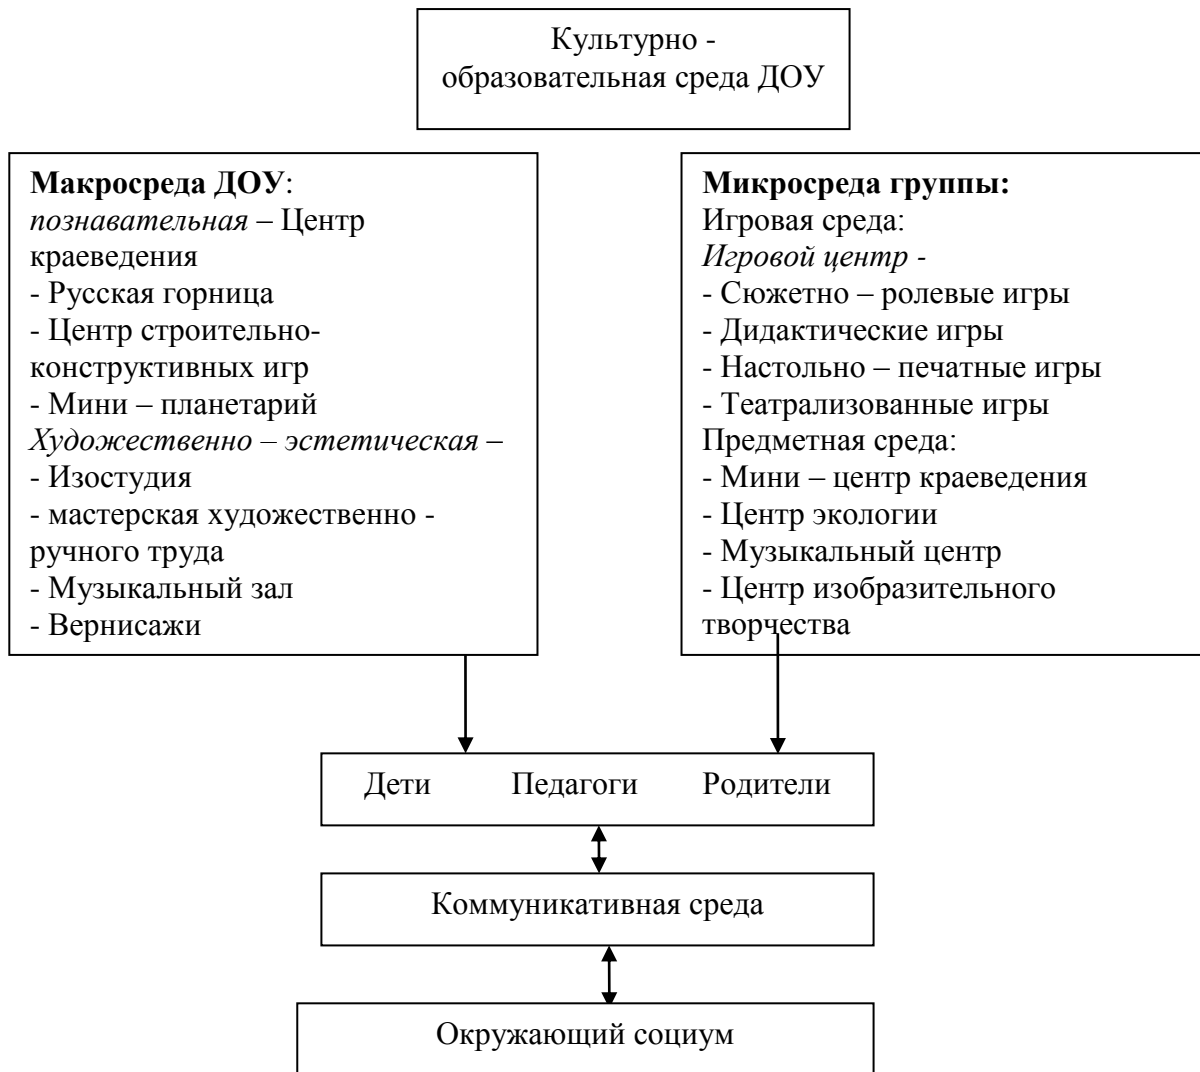 Культурно -
образовательная среда ДОУ
Макросреда ДОУ:
познавательная – Центр
краеведения
- Русская горница
- Центр строительно-
конструктивных игр
- Мини – планетарий
Художественно – эстетическая –
- Изостудия
- мастерская художественно -
ручного труда
- Музыкальный зал
- Вернисажи
Микросреда группы:
Игровая среда:
Игровой центр -
- Сюжетно – ролевые игры
- Дидактические игры
- Настольно – печатные игры
- Театрализованные игры
Предметная среда:
- Мини – центр краеведения
- Центр экологии
- Музыкальный центр
- Центр изобразительного
творчества
Дети Педагоги Родители
Коммуникативная среда
Окружающий социум